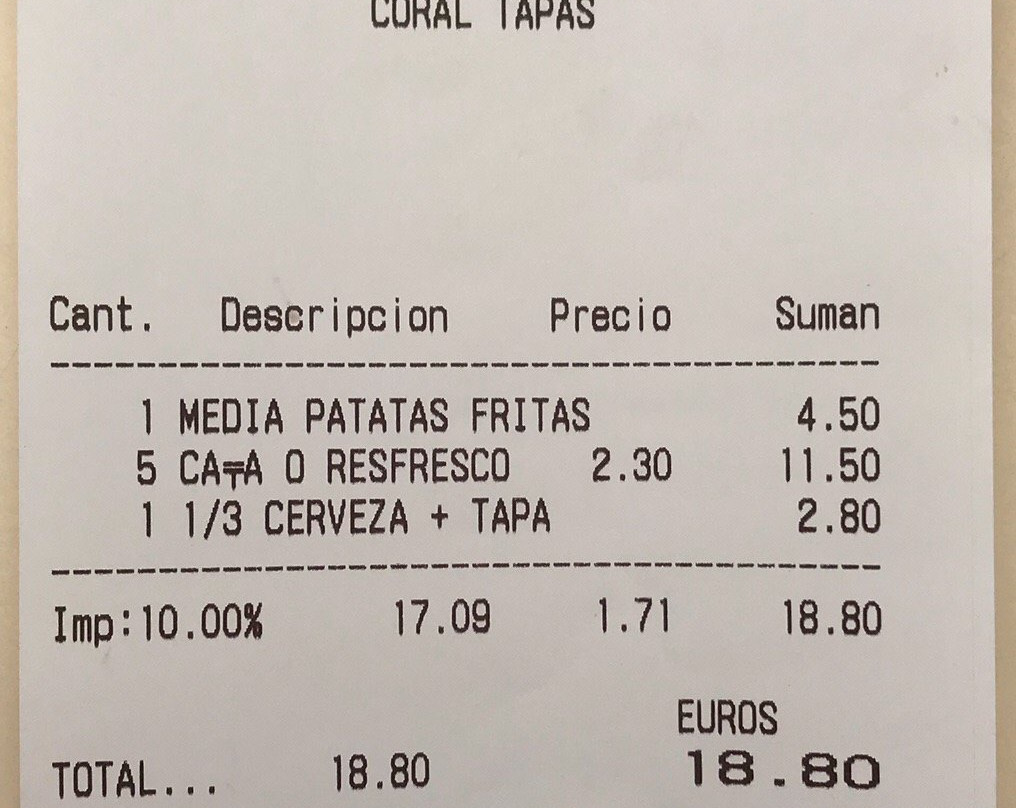 CORAL TAPAS
Cant. Descripcion Precio Suman
1 MEDIA PATATAS FRITAS 4.50
5 CA╤A O RESFRESCO 2.30 11.50
1 1/3 CERVEZA + TAPA 2.80
Imp:10.00% 17.09 1.71 18.80
EUROS
TOTAL... 18.80 18.80